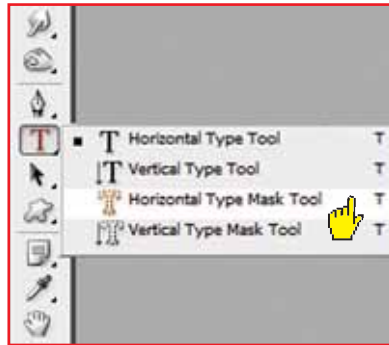 T Horizontal Type Tool T
T Vertical Type Tool T
Horizontal Type Mask Tool T
Vertical Type Mask Tool T